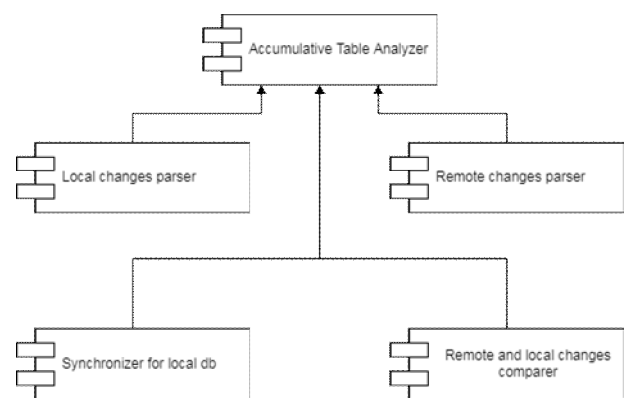 Accumulative Table Analyzer
Local changes parser
Remote changes parser
Synchronizer for local db
Remote and local changes
comparer